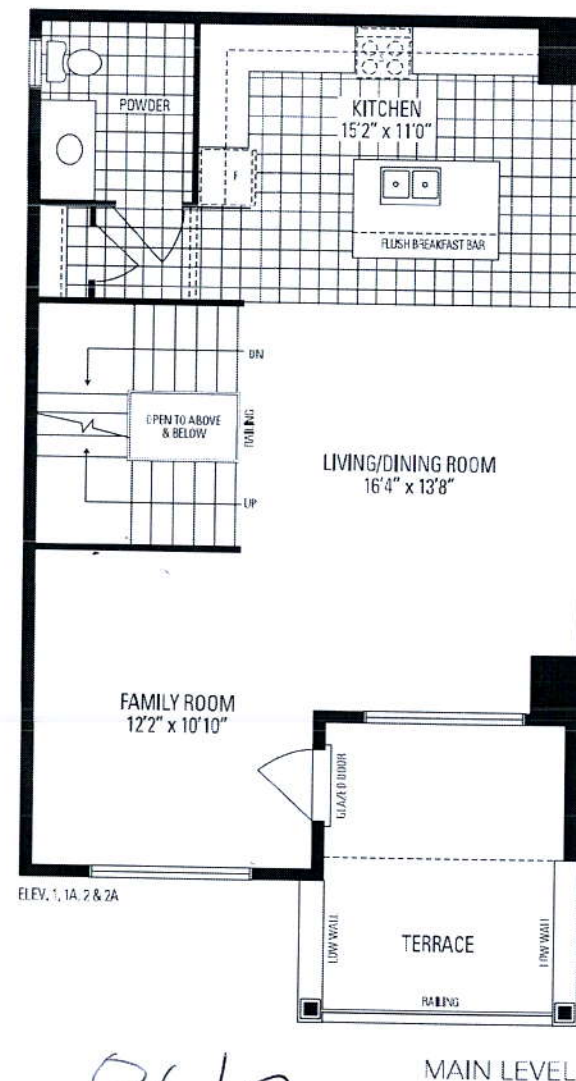 POWDER
KITCHEN
15'2" x 11'0"
F
FLUSH BREAKFAST BAR
DN
OPEN TO ABOVE
& BELOW
RAILING
LIVING/DINING ROOM
16'4" x 13'8"
UP
FAMILY ROOM
12'2" x 10'10"
GLAZED DOOR
ELEV. 1, 1A, 2 & 2A
LOW WALL
TERRACE
LOW WALL
RAILING
MAIN LEVEL